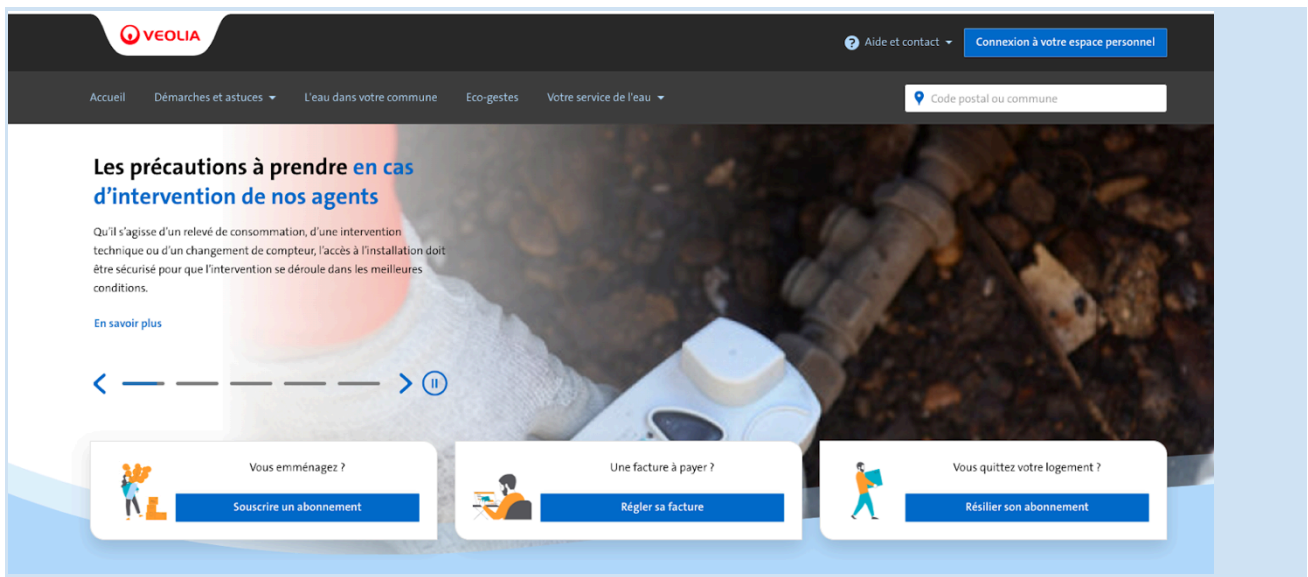 VEOLIA
Aide et contact
Connexion à votre espace personnel
Accueil
Démarches et astuces
L'eau dans votre commune
Eco-gestes
Votre service de l'eau
Code postal ou commune
Les précautions à prendre en cas
d'intervention de nos agents
Qu'il s'agisse d'un relevé de consommation, d'une intervention
technique ou d'un changement de compteur, l'accès à l'installation doit
être sécurisé pour que l'intervention se déroule dans les meilleures
conditions.
En savoir plus
Vous emménagez ?
Souscrire un abonnement
Une facture à payer ?
Régler sa facture
Vous quittez votre logement ?
Résilier son abonnement